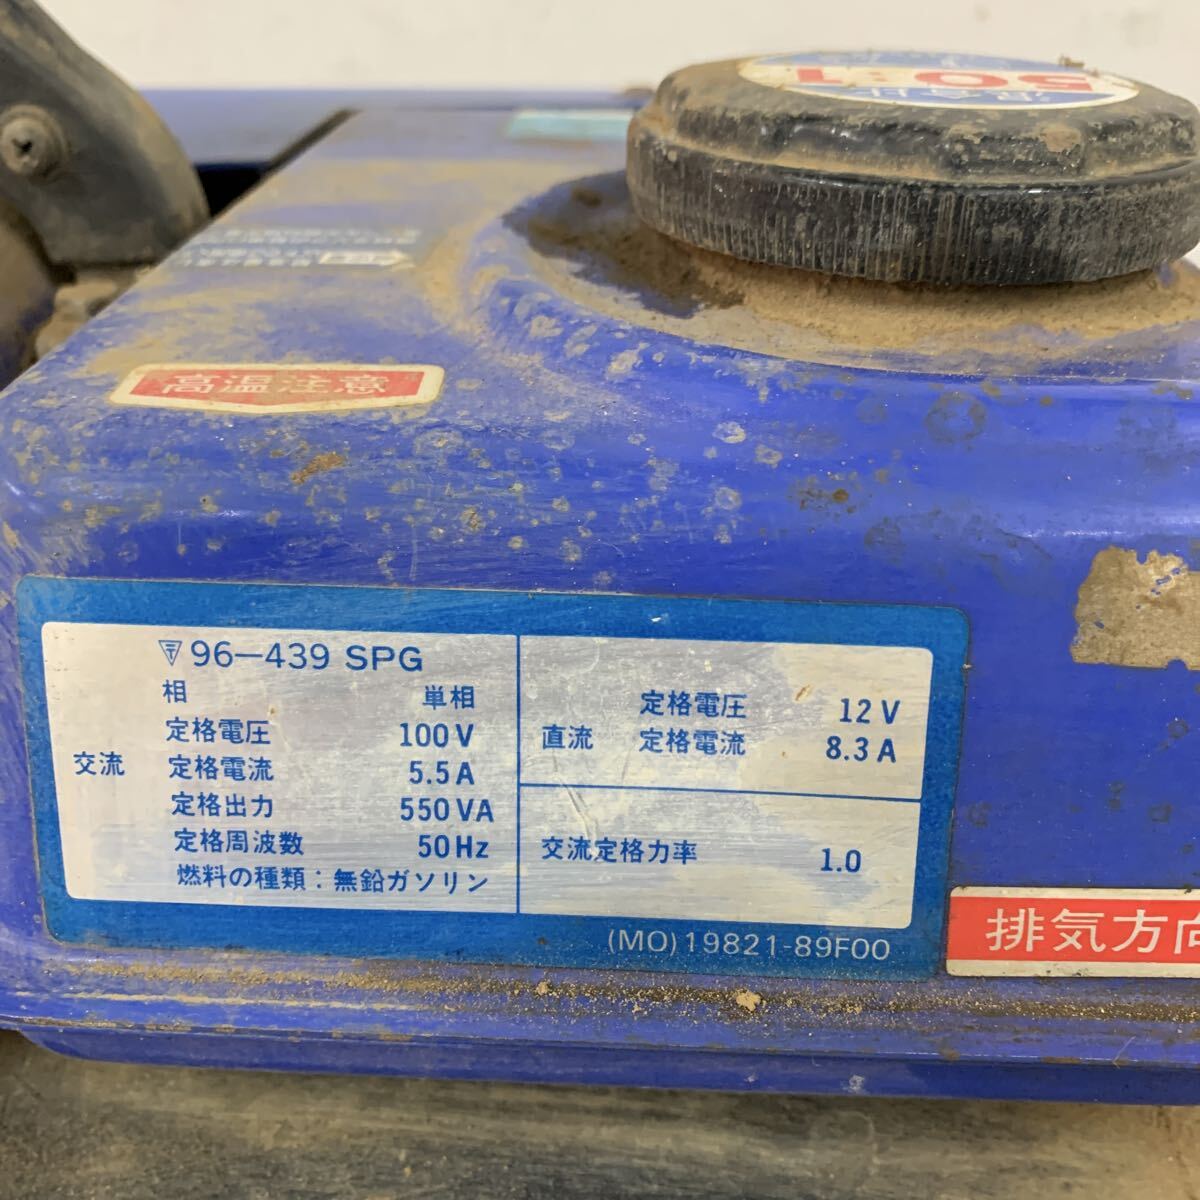 50:1
高温注意
96-439 SPG
相 単相
定格電圧 100V
交流 定格電流 5.5A
定格出力 550VA
定格周波数 50Hz
燃料の種類：無鉛ガソリン
定格電圧 12V
直流 定格電流 8.3A
交流定格力率 1.0
(MO)19821-89F00
排気方向